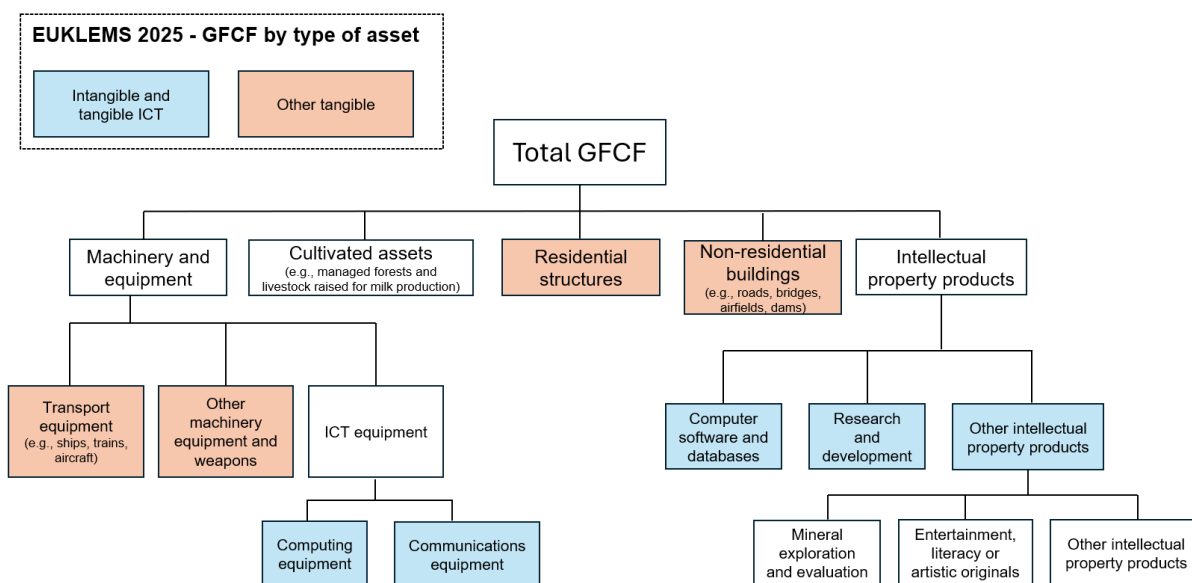 EUKLEMS 2025 - GFCF by type of asset
Intangible and
tangible ICT
Other tangible
Total GFCF
Machinery and
equipment
Cultivated assets
(e.g., managed forests and
livestock raised for milk production)
Residential
structures
Non-residential
buildings
(e.g., roads, bridges,
airfields, dams)
Intellectual
property products
Transport
equipment
(e.g., ships, trains,
aircraft)
Other
machinery
equipment and
weapons
ICT equipment
Computer
software and
databases
Research
and
development
Other intellectual
property products
Computing
equipment
Communications
equipment
Mineral
exploration
and evaluation
Entertainment,
literacy or
artistic originals
Other intellectual
property products